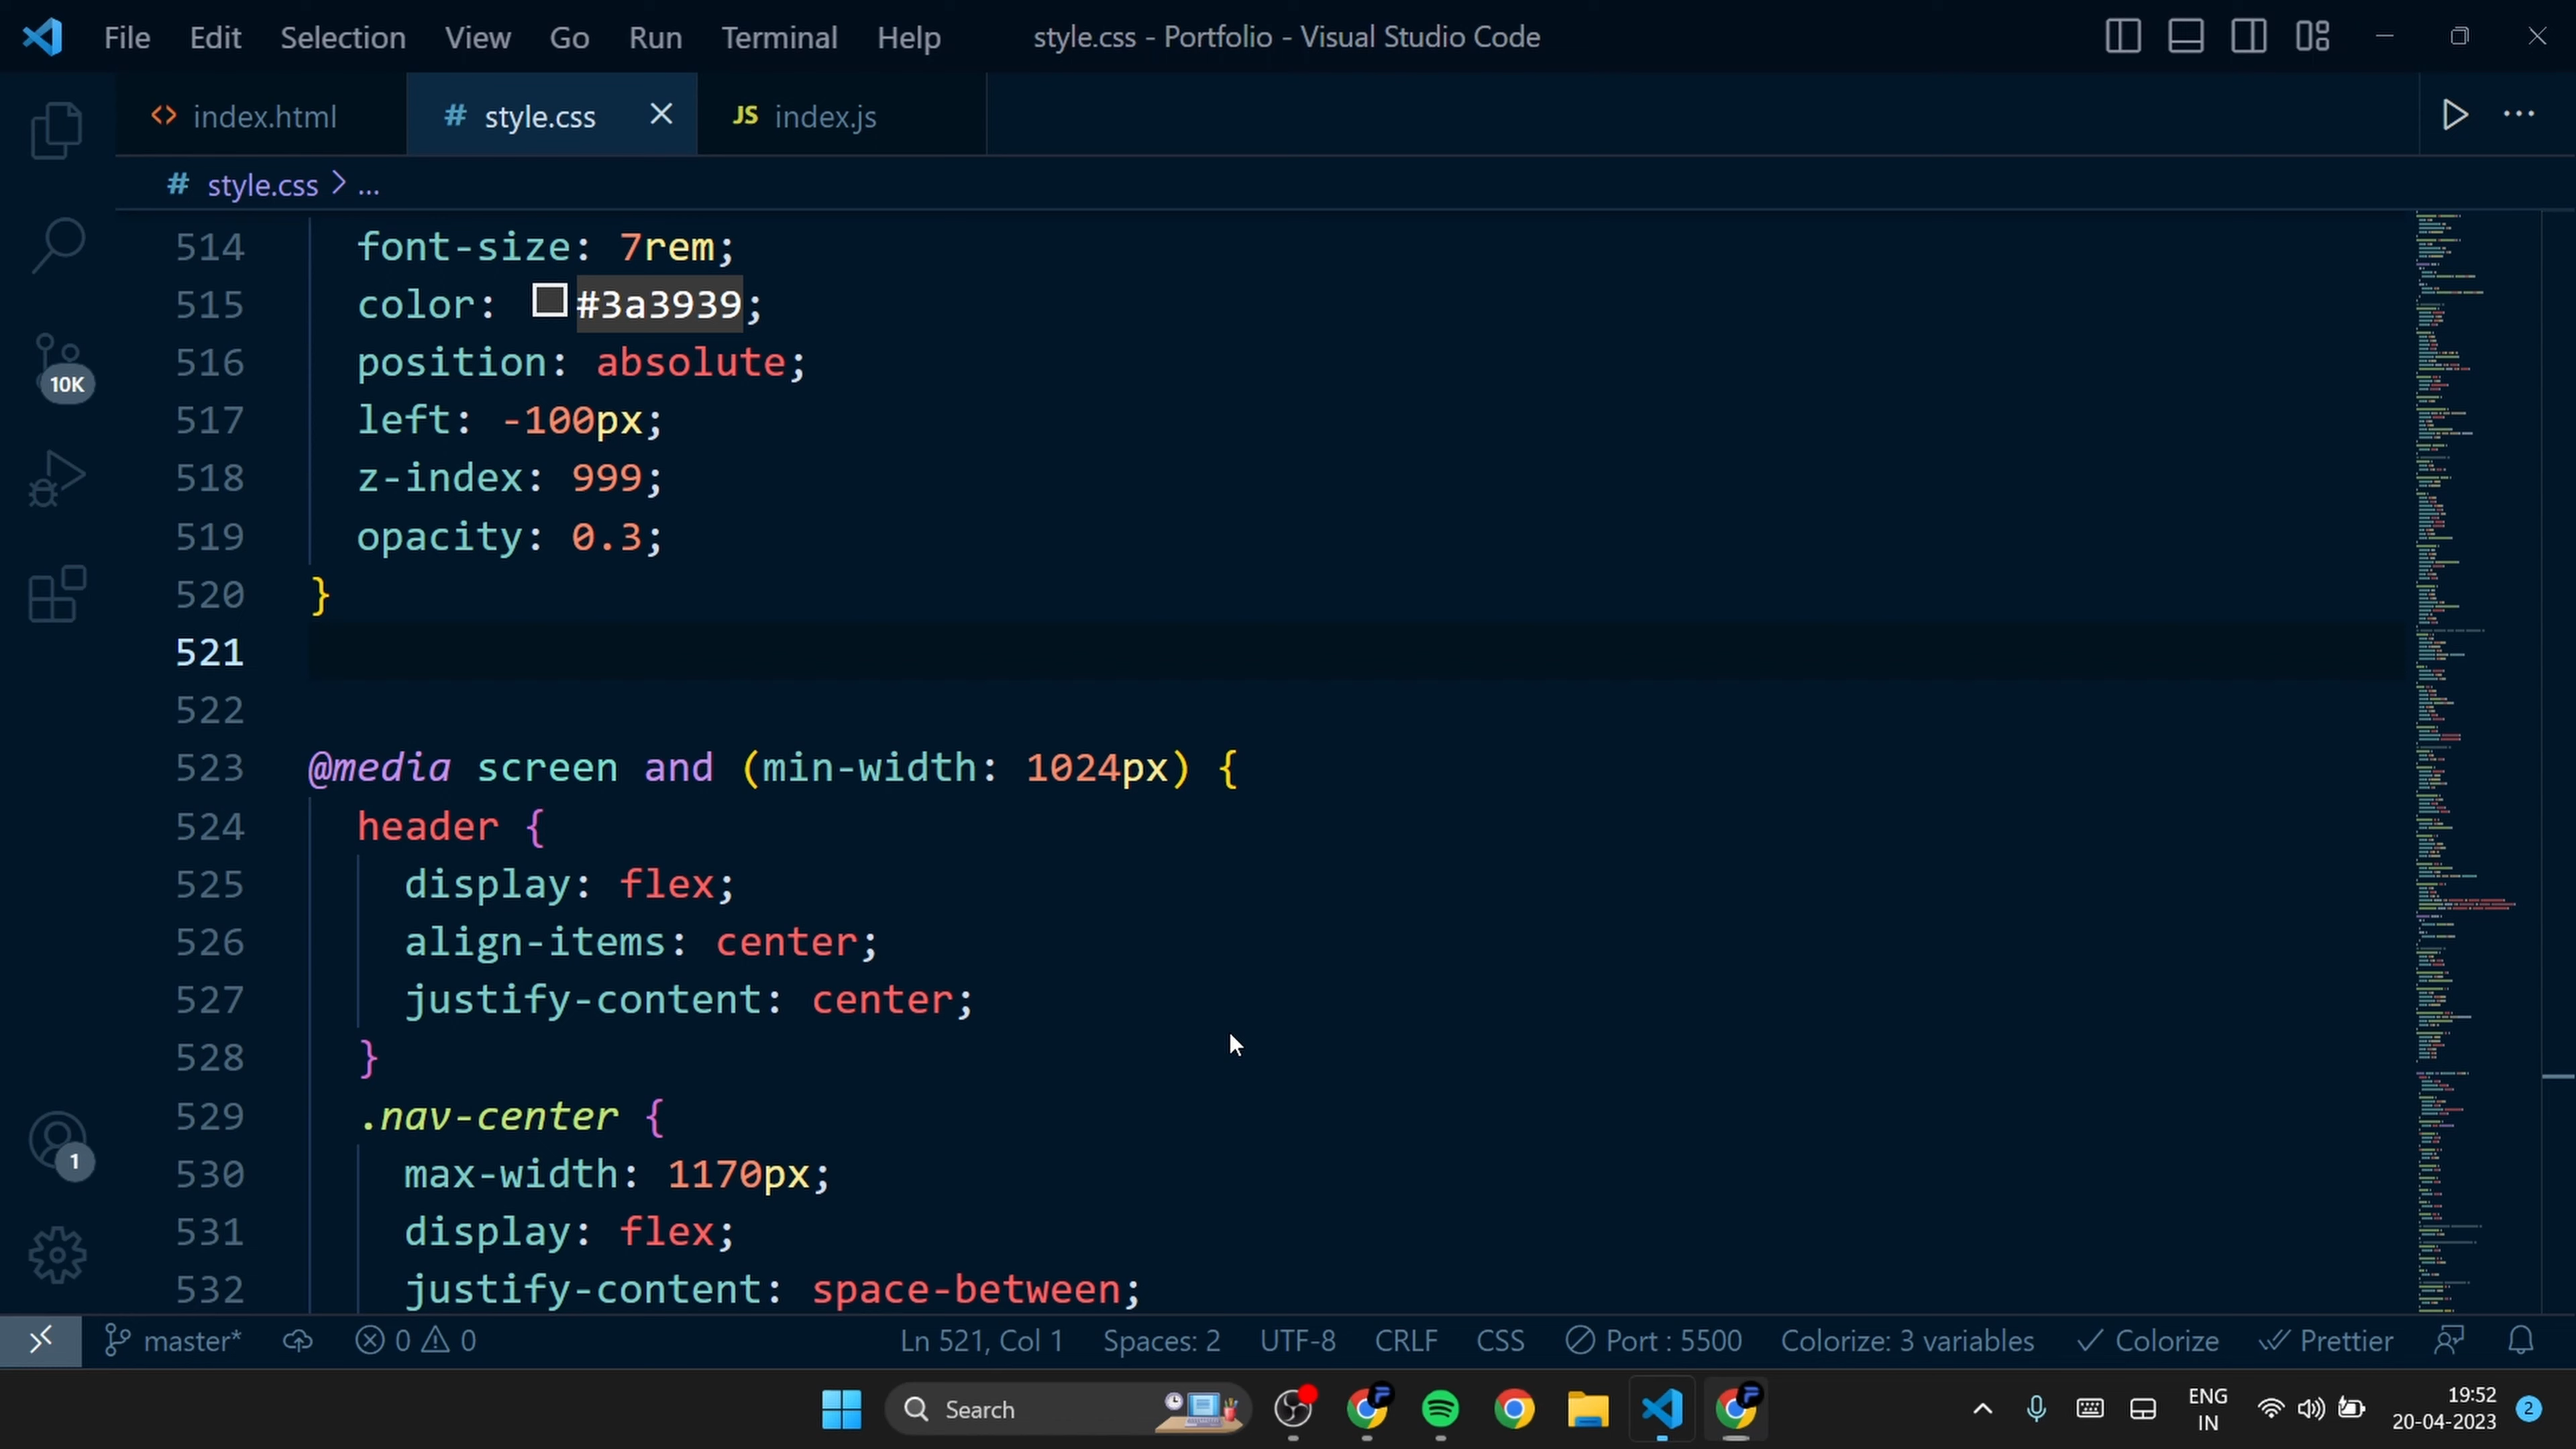 File Edit Selection View Go Run Terminal Help style.css - Portfolio - Visual Studio Code
index.html # style.css JS index.js
# style.css > ...
514 font-size: 7rem;
515 color: #3a3939;
516 position: absolute;
517 left: -100px;
518 z-index: 999;
519 opacity: 0.3;
520 }
521
522
523 @media screen and (min-width: 1024px) {
524 header {
525 display: flex;
526 align-items: center;
527 justify-content: center;
528 }
529 .nav-center {
530 max-width: 1170px;
531 display: flex;
532 justify-content: space-between;
10K
1
master* 0 0 Ln 521, Col 1 Spaces: 2 UTF-8 CRLF CSS Port : 5500 Colorize: 3 variables Colorize Prettier
Search ENG 19:52
IN 20-04-2023 2